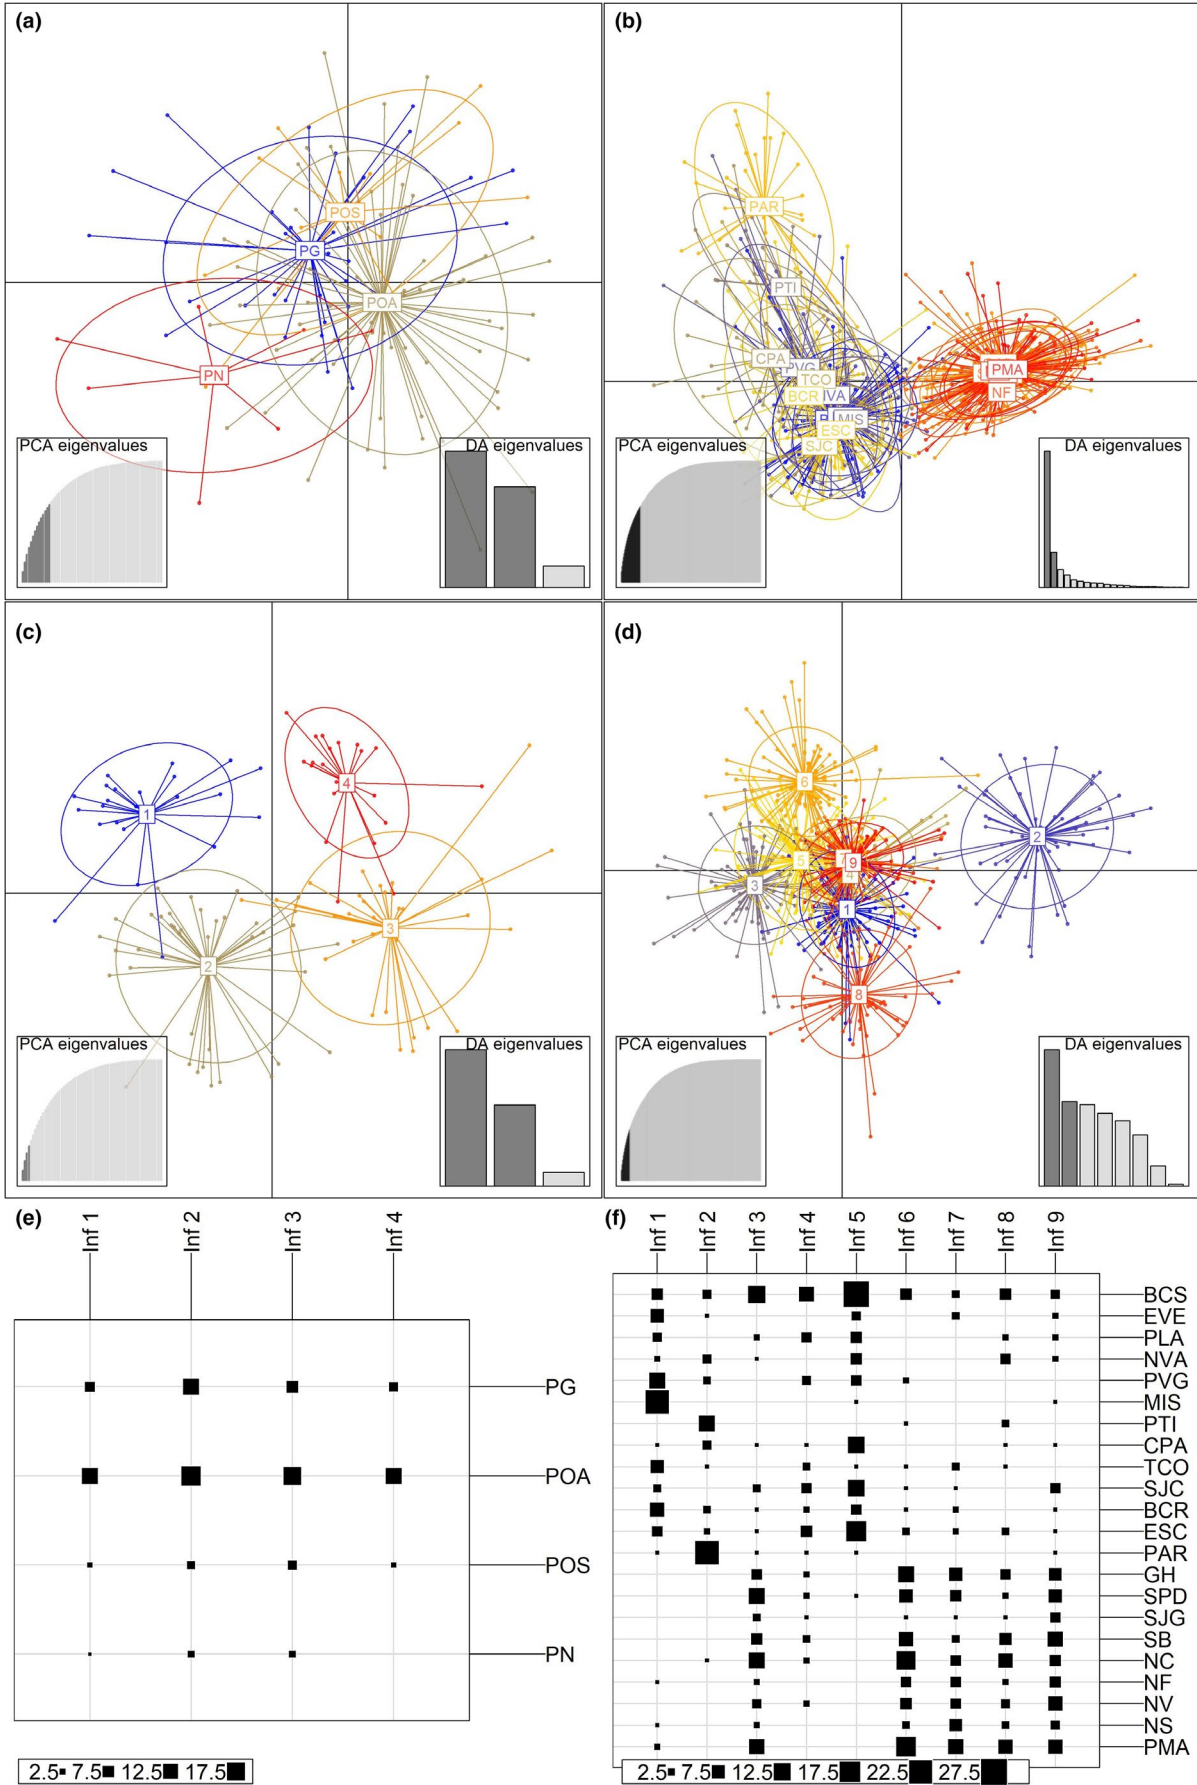 (a)
POS
PG
POA
PN
PCA eigenvalues
DA eigenvalues
(b)
PAR
PTI
CPA
PVG
TCO
BCR
IVA
MIS
ESC
SJC
PMA
NF
PCA eigenvalues
DA eigenvalues
(c)
1
4
3
2
PCA eigenvalues
DA eigenvalues
(d)
6
2
5
7
9
3
4
1
8
PCA eigenvalues
DA eigenvalues
(e)
Inf 1
Inf 2
Inf 3
Inf 4
PG
POA
POS
PN
2.5 7.5 12.5 17.5
(f)
Inf 1
Inf 2
Inf 3
Inf 4
Inf 5
Inf 6
Inf 7
Inf 8
Inf 9
BCS
EVE
PLA
NVA
PVG
MIS
PTI
CPA
TCO
SJC
BCR
ESC
PAR
GH
SPD
SJG
SB
NC
NF
NV
NS
PMA
2.5 7.5 12.5 17.5 22.5 27.5